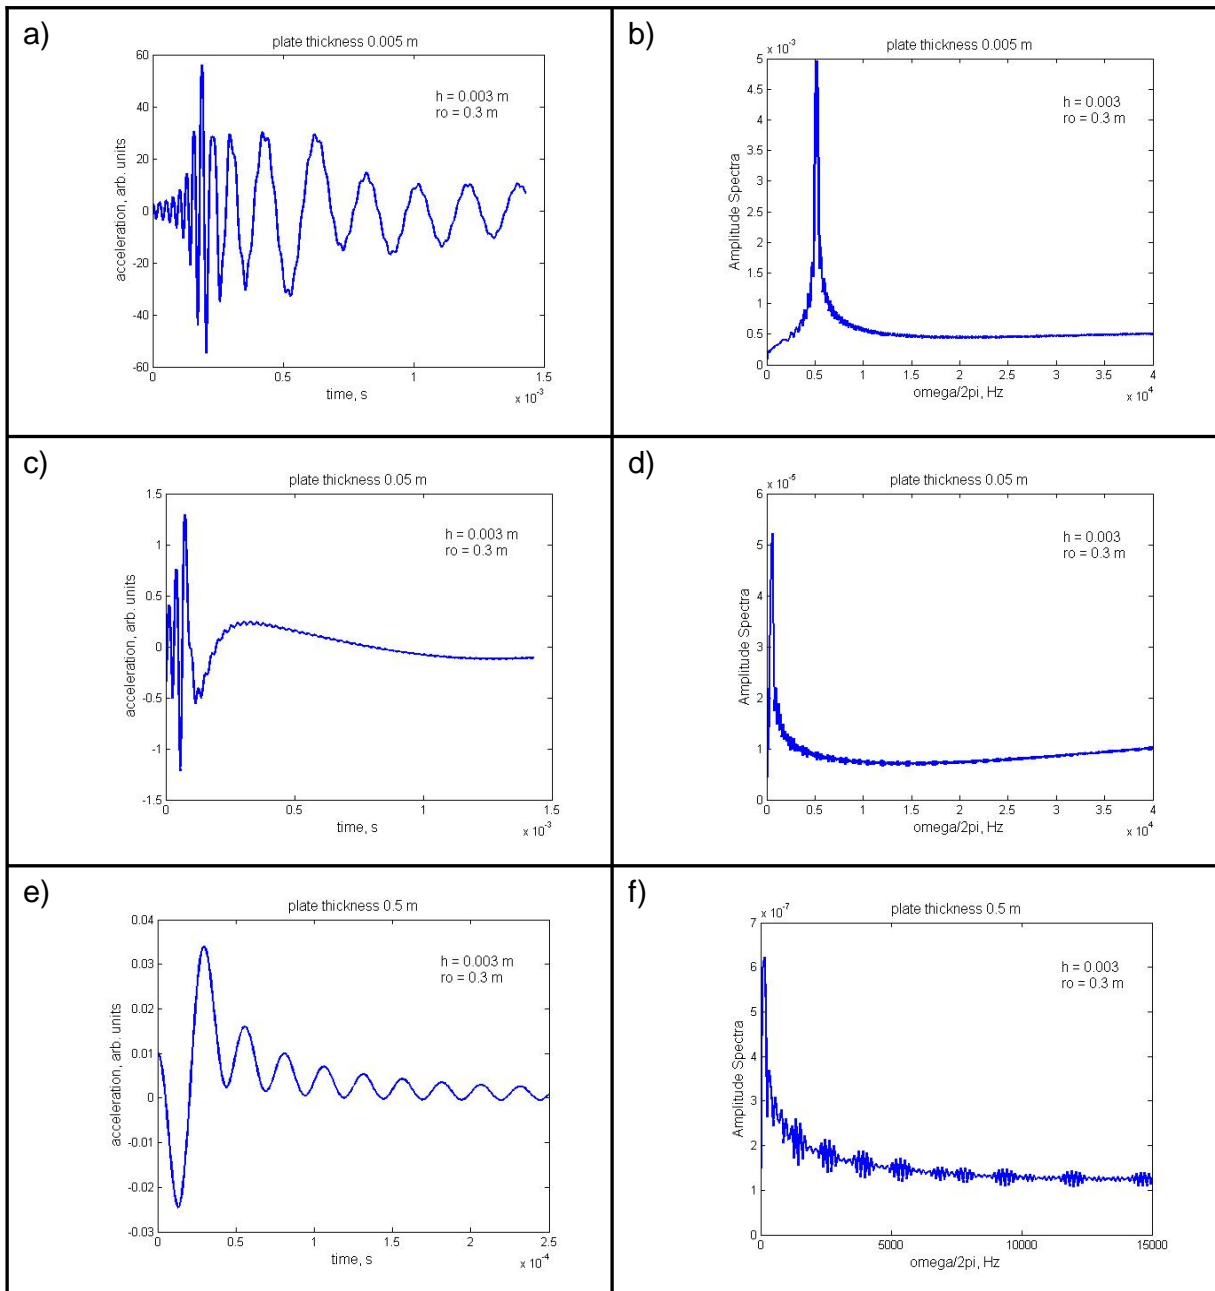 a)
plate thickness 0.005 m
60
40
20
0
-20
-40
-60
acceleration, arb. units
h = 0.003 m
ro = 0.3 m
0
0.5
1
1.5
time, s
x 10⁻³
b)
x 10⁻³
plate thickness 0.005 m
5
4.5
4
3.5
3
2.5
2
1.5
1
0.5
0
Amplitude Spectra
h = 0.003
ro = 0.3 m
0
0.5
1
1.5
2
2.5
3
3.5
4
omega/2pi, Hz
x 10⁴
c)
plate thickness 0.05 m
1.5
1
0.5
0
-0.5
-1
-1.5
acceleration, arb. units
h = 0.003 m
ro = 0.3 m
0
0.5
1
1.5
time, s
x 10⁻³
d)
x 10⁻⁵
plate thickness 0.05 m
6
5
4
3
2
1
0
Amplitude Spectra
h = 0.003
ro = 0.3 m
0
0.5
1
1.5
2
2.5
3
3.5
4
omega/2pi, Hz
x 10⁴
e)
plate thickness 0.5 m
0.04
0.03
0.02
0.01
0
-0.01
-0.02
-0.03
acceleration, arb. units
h = 0.003 m
ro = 0.3 m
0
0.5
1
1.5
2
2.5
time, s
x 10⁻⁴
f)
x 10⁻⁷
plate thickness 0.5 m
7
6
5
4
3
2
1
0
Amplitude Spectra
h = 0.003
ro = 0.3 m
0
5000
10000
15000
omega/2pi, Hz